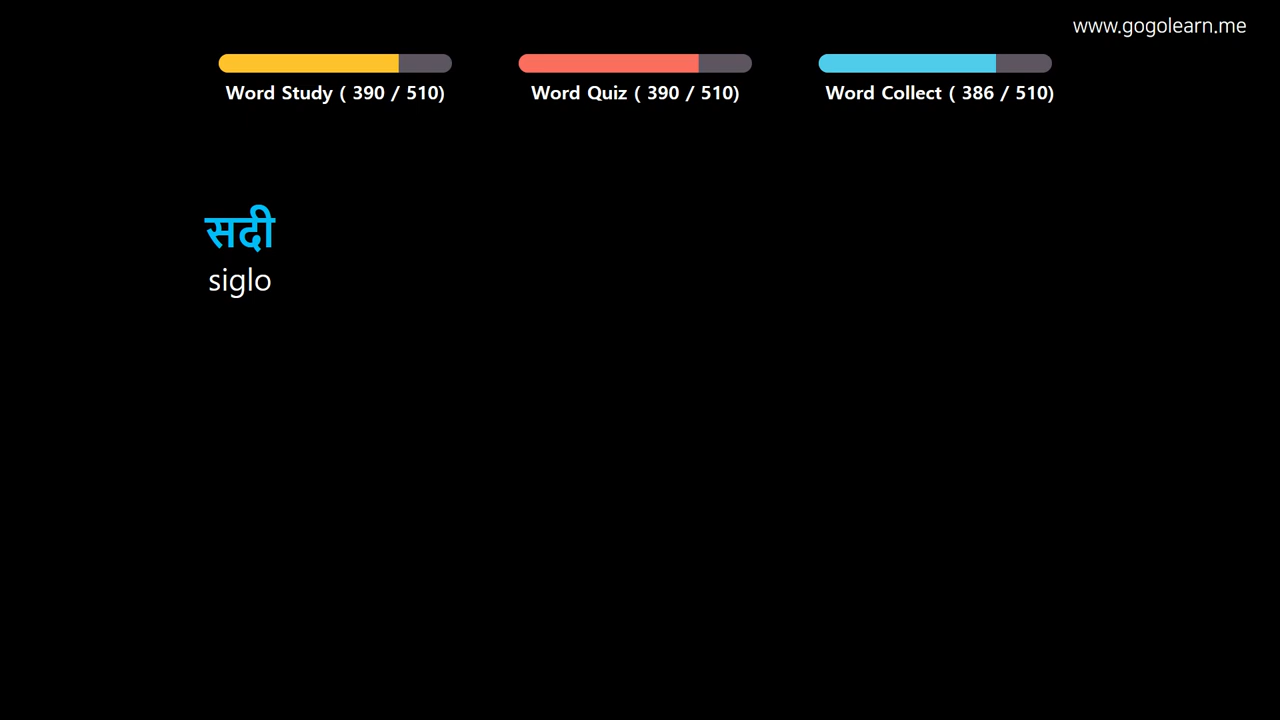 www.gogolearn.me
Word Study ( 390 / 510)
Word Quiz ( 390 / 510)
Word Collect ( 386 / 510)
सदी
siglo